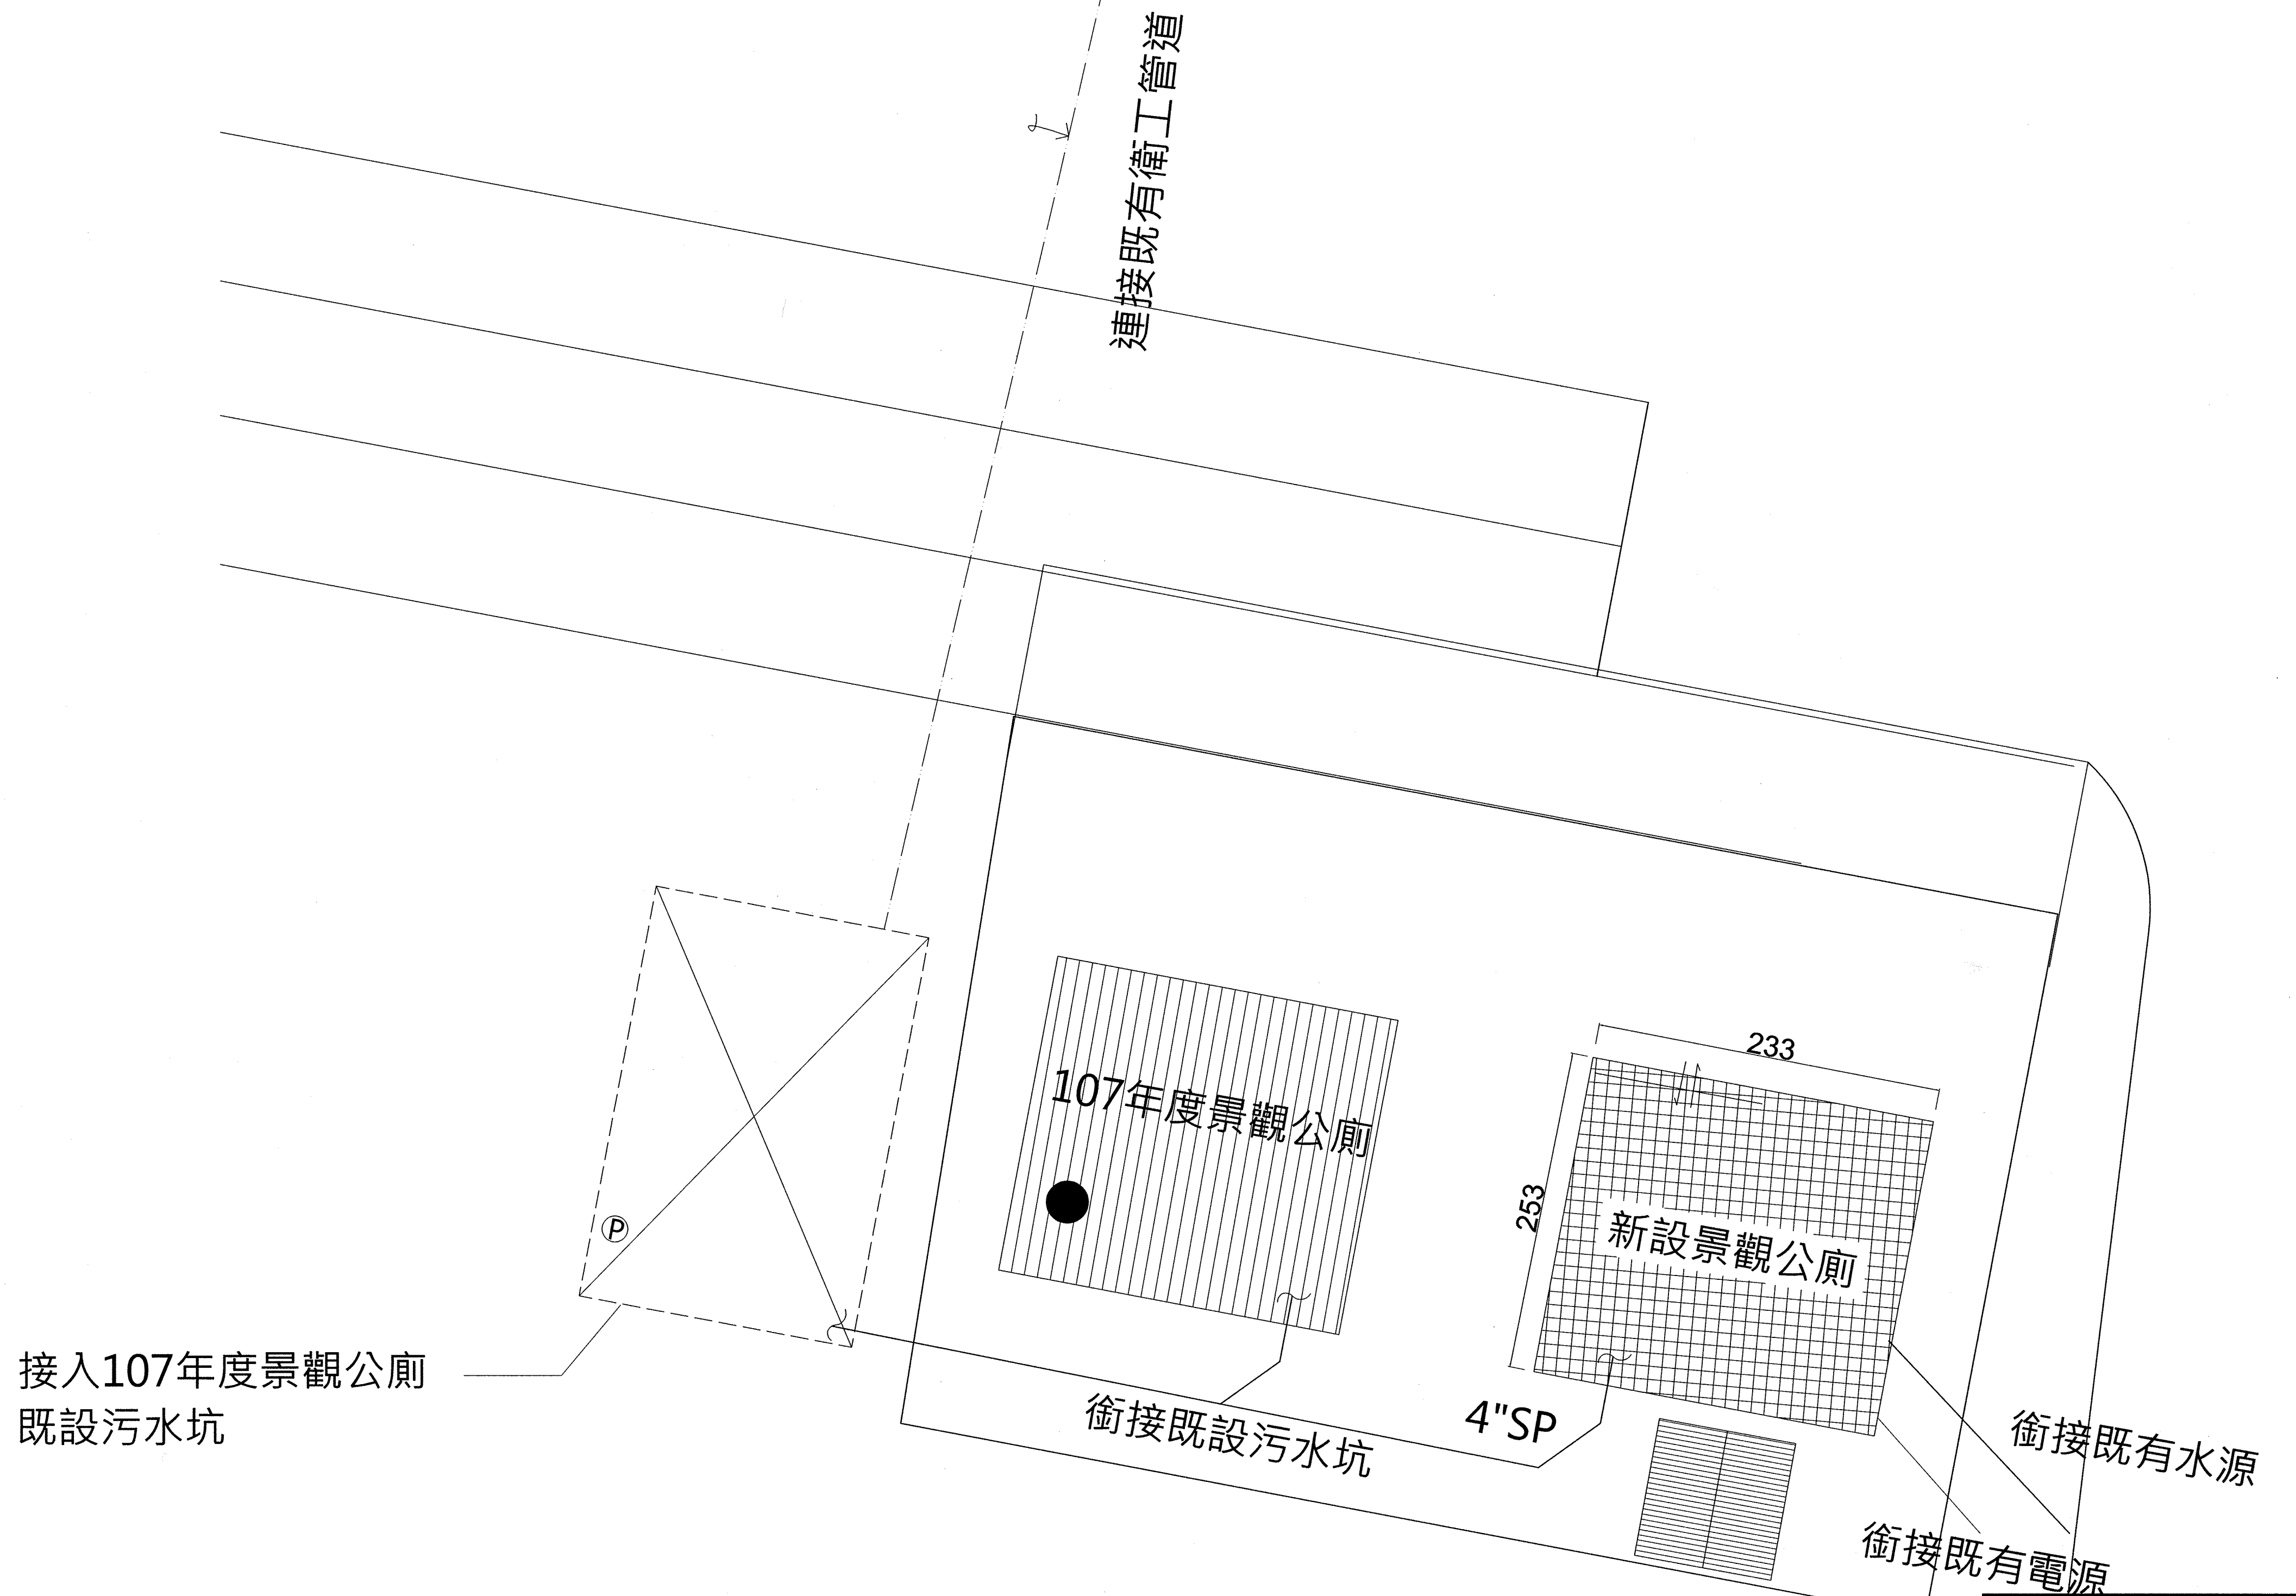 連接既有衛工管道
107年度景觀公廁
233
253
新設景觀公廁
P
接入107年度景觀公廁
既設污水坑
銜接既設污水坑
4"SP
銜接既有水源
銜接既有電源